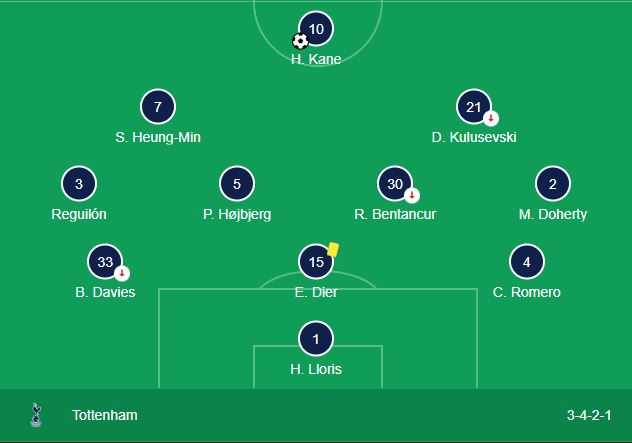 10
H. Kane
7
21
S. Heung-Min
D. Kulusevski
3
5
30
2
Reguilón
P. Højbjerg
R. Bentancur
M. Doherty
33
15
4
B. Davies
E. Dier
C. Romero
1
H. Lloris
Tottenham
3-4-2-1